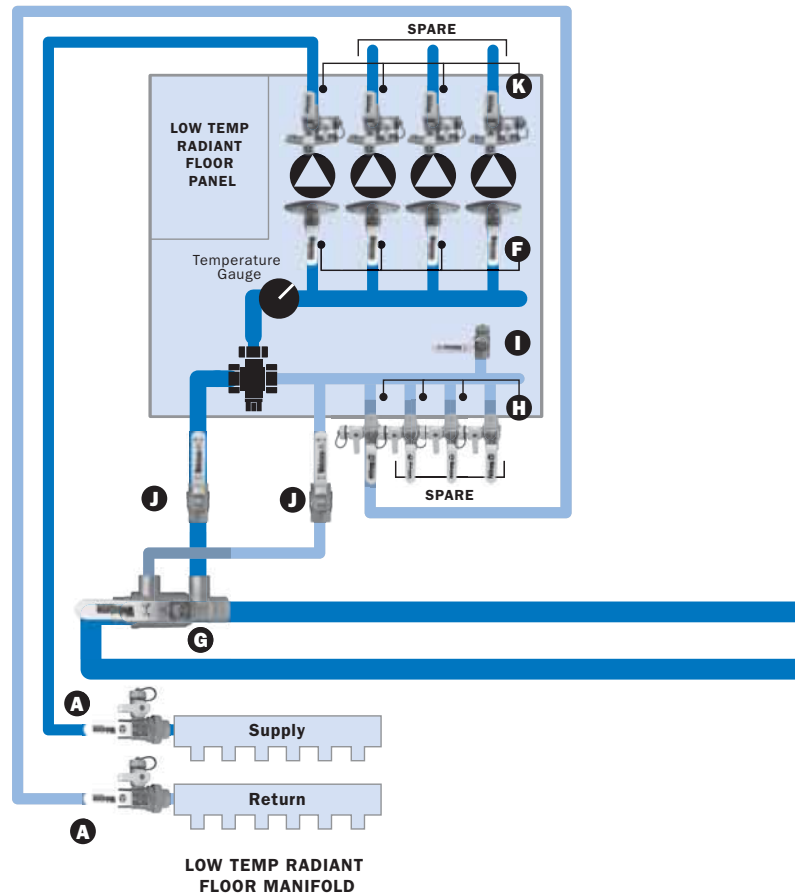 SPARE
K
LOW TEMP
RADIANT
FLOOR
PANEL
F
Temperature
Gauge
I
H
SPARE
J
J
G
A
Supply
Return
A
LOW TEMP RADIANT
FLOOR MANIFOLD